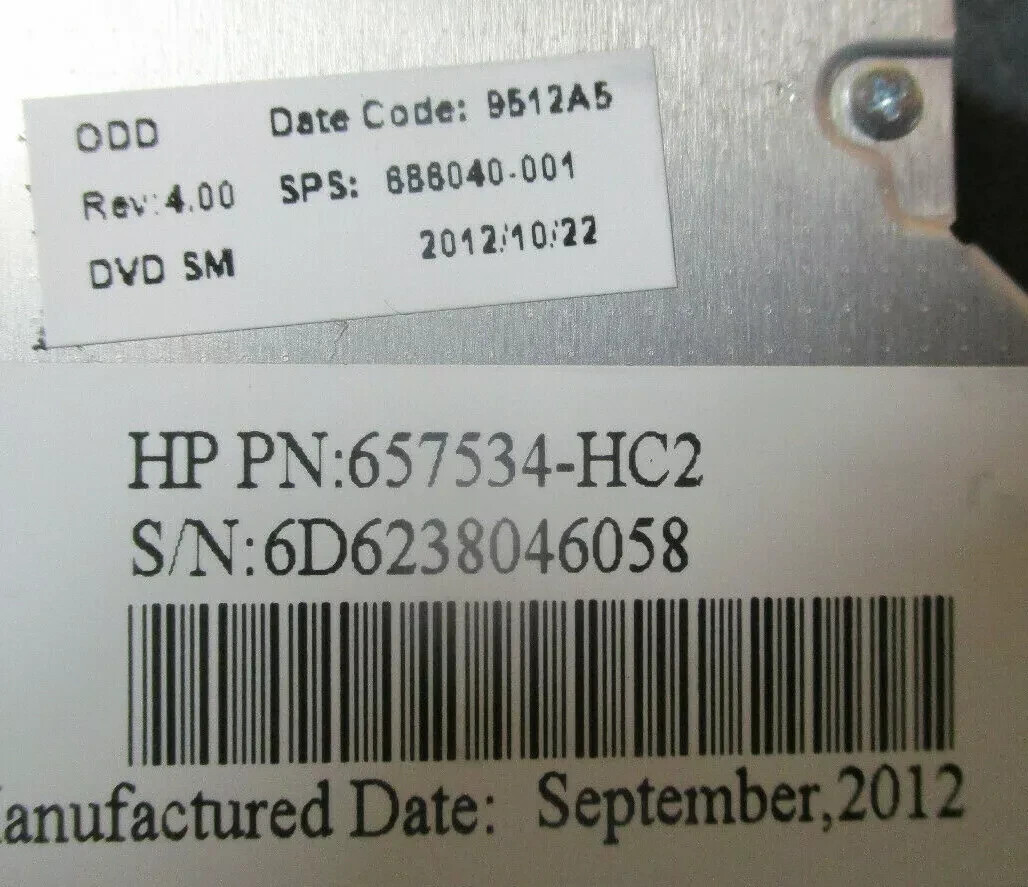 ODD Date Code: 9512A5
Rev:4.00 SPS: 686040-001
DVD SM 2012/10/22
HP PN:657534-HC2
S/N:6D6238046058
anufactured Date: September,2012